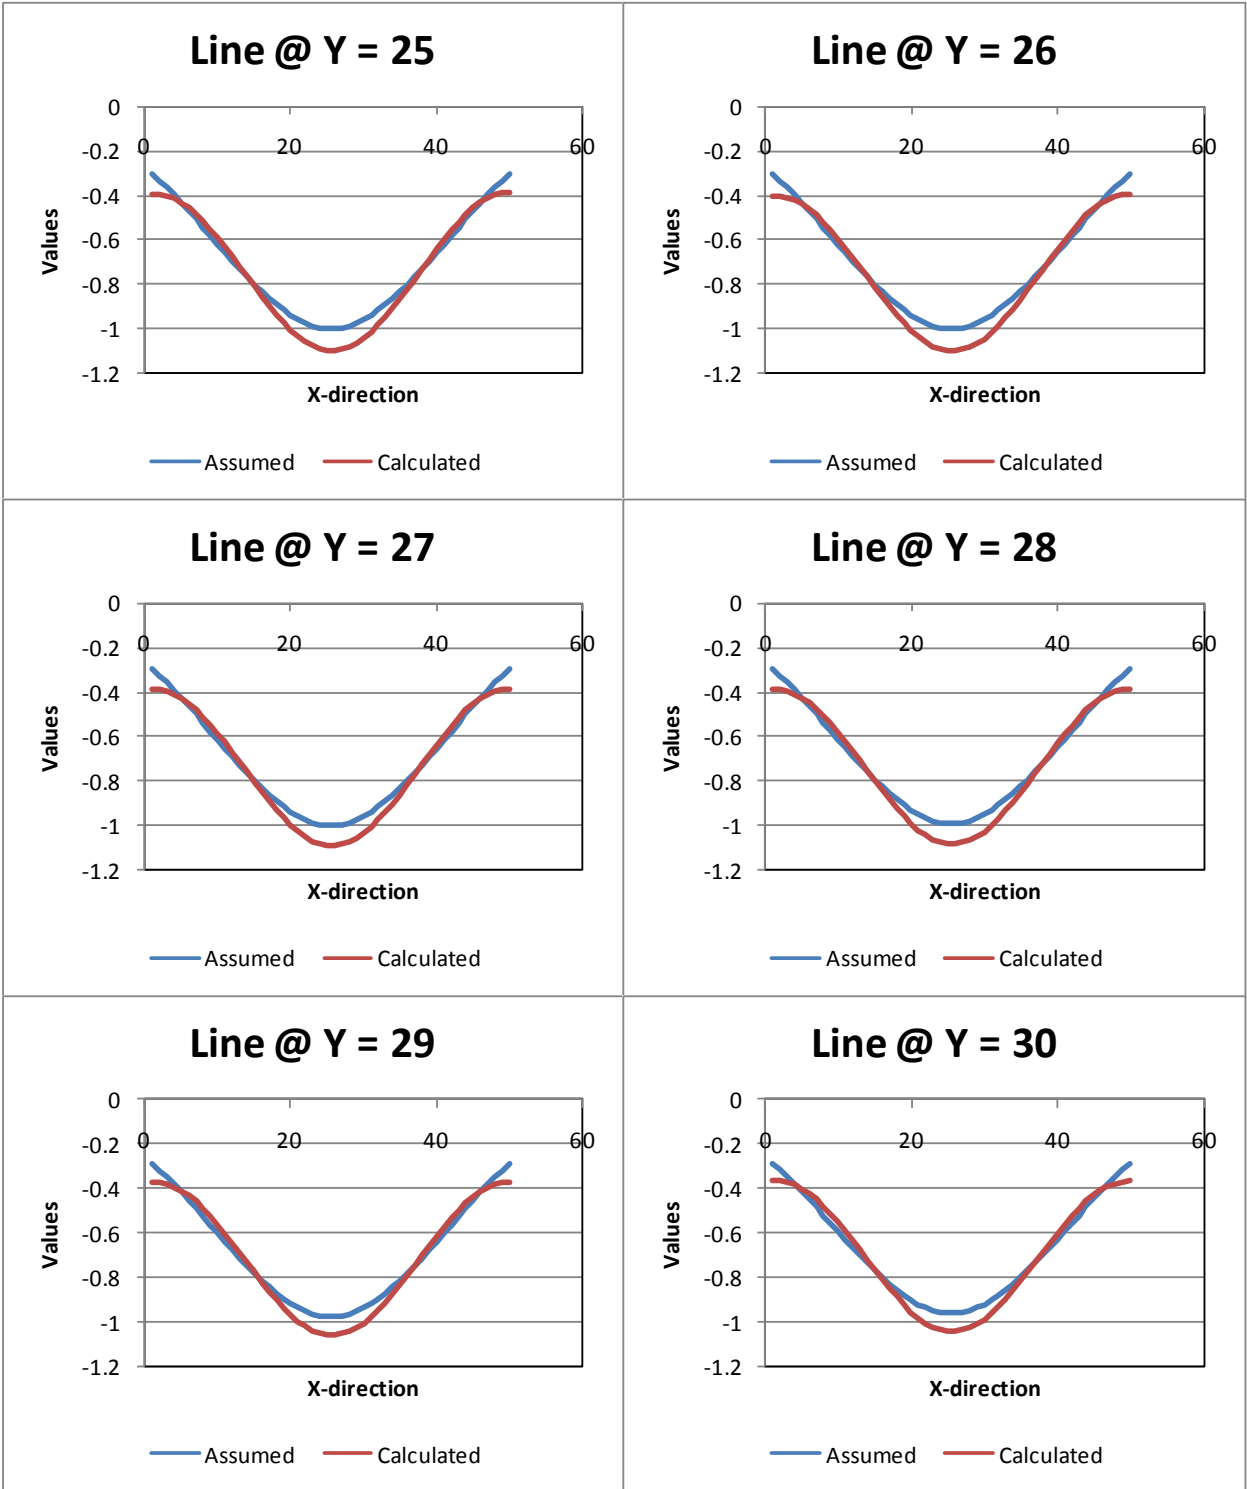 Line @ Y = 25
0
0 20 40 60
-0.2
-0.4
-0.6
-0.8
-1
-1.2
Values
X-direction
Assumed Calculated
Line @ Y = 26
0
0 20 40 60
-0.2
-0.4
-0.6
-0.8
-1
-1.2
Values
X-direction
Assumed Calculated
Line @ Y = 27
0
0 20 40 60
-0.2
-0.4
-0.6
-0.8
-1
-1.2
Values
X-direction
Assumed Calculated
Line @ Y = 28
0
0 20 40 60
-0.2
-0.4
-0.6
-0.8
-1
-1.2
Values
X-direction
Assumed Calculated
Line @ Y = 29
0
0 20 40 60
-0.2
-0.4
-0.6
-0.8
-1
-1.2
Values
X-direction
Assumed Calculated
Line @ Y = 30
0
0 20 40 60
-0.2
-0.4
-0.6
-0.8
-1
-1.2
Values
X-direction
Assumed Calculated